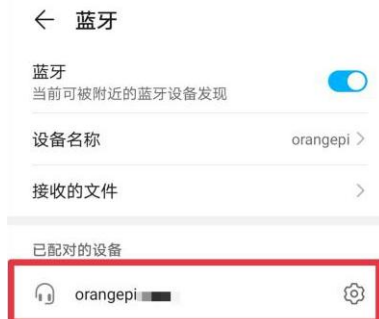 蓝牙
蓝牙
当前可被附近的蓝牙设备发现
设备名称 orangepi
接收的文件
已配对的设备
orangepi